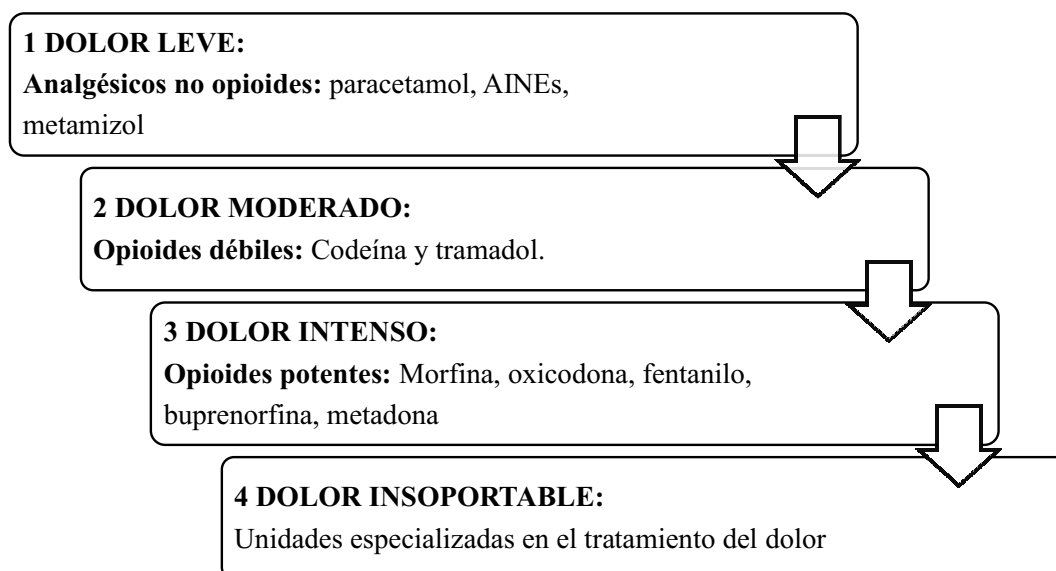 1 DOLOR LEVE:
Analgésicos no opioides: paracetamol, AINEs,
metamizol
2 DOLOR MODERADO:
Opioides débiles: Codeína y tramadol.
3 DOLOR INTENSO:
Opioides potentes: Morfina, oxicodona, fentanilo,
buprenorfina, metadona
4 DOLOR INSOPORTABLE:
Unidades especializadas en el tratamiento del dolor